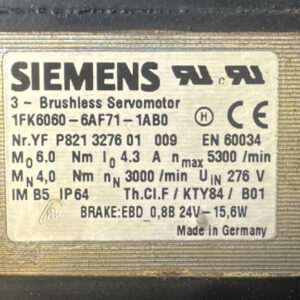 SIEMENS
3 ~ Brushless Servomotor
1FK6060-6AF71-1AB0
Nr.YF P821 3276 01 009 EN 60034
Mo 6.0 Nm Io 4.3 A nmax 5300 /min
MN 4,0 Nm nN 3000 /min UIN 276 V
IM B5 IP64 Th.Cl.F / KTY84 / B01
BRAKE:EBD 0,8B 24V-15,6W
Made in Germany